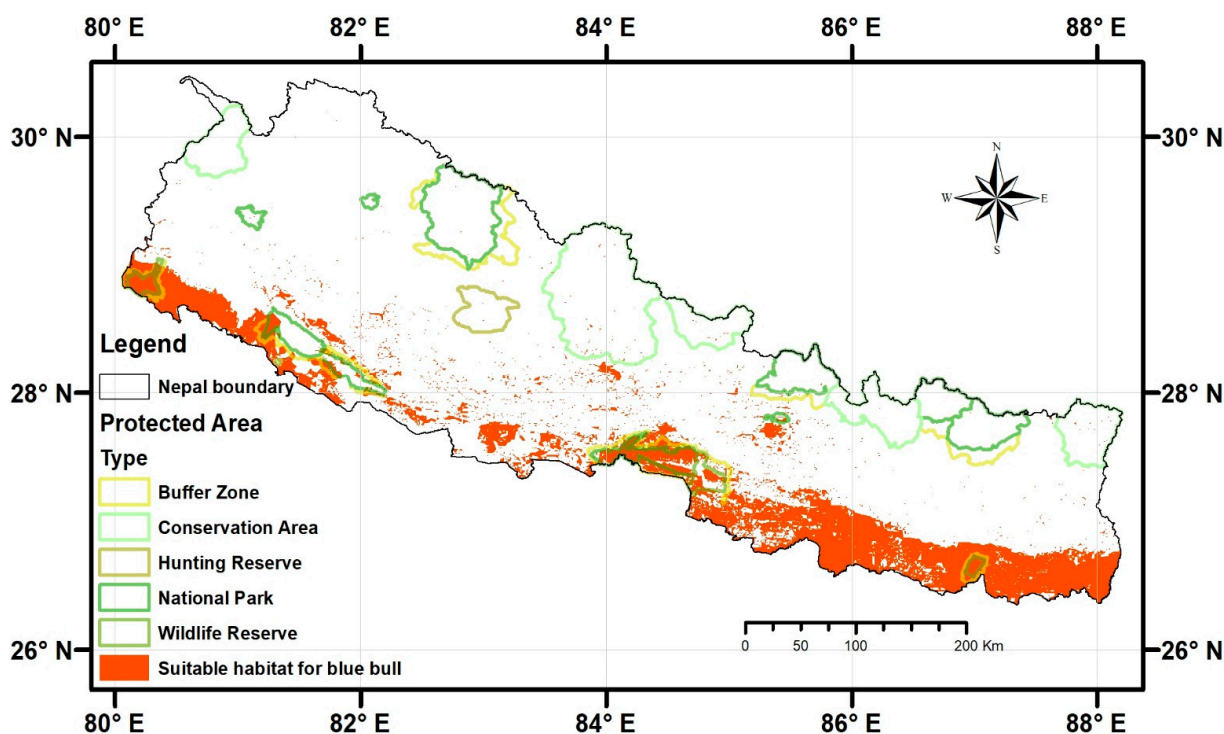 80° E 82° E 84° E 86° E 88° E
30° N 30° N
N
W E
S
28° N 28° N
26° N 26° N
Legend
Nepal boundary
Protected Area
Type
Buffer Zone
Conservation Area
Hunting Reserve
National Park
Wildlife Reserve
Suitable habitat for blue bull
0 50 100 200 Km
80° E 82° E 84° E 86° E 88° E